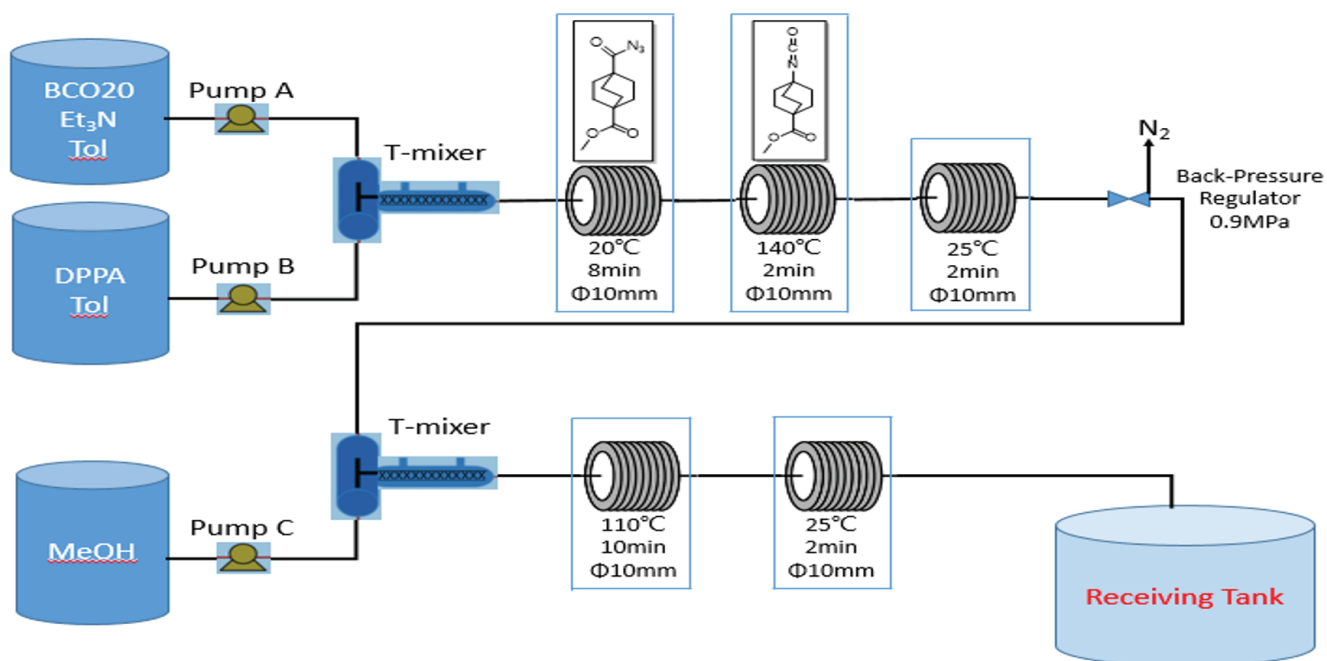 BCO20
Et₃N
Tol
Pump A
T-mixer
DPPA
Tol
Pump B
O
N₃
O
O
O
C
N
O
O
20℃
8min
Φ10mm
140℃
2min
Φ10mm
25℃
2min
Φ10mm
N₂
Back-Pressure
Regulator
0.9MPa
MeOH
Pump C
T-mixer
110℃
10min
Φ10mm
25℃
2min
Φ10mm
Receiving Tank